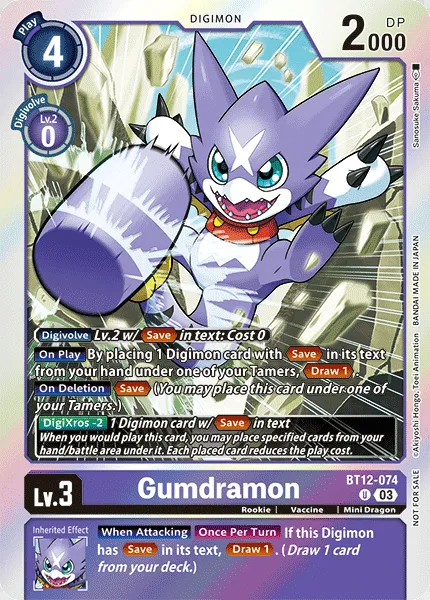 DIGIMON
Play
4
DP
2000
Digivolve
Lv.2
0
Sanosuke Sakuma
©Akiyoshi Hongo, Toei Animation BANDAI MADE IN JAPAN
NOT FOR SALE
Digivolve Lv.2 w/ Save in text: Cost 0
On Play By placing 1 Digimon card with Save in its text
from your hand under one of your Tamers, Draw 1.
On Deletion Save (You may place this card under one of
your Tamers.)
DigiXros -2 1 Digimon card w/ Save in text
When you would play this card, you may place specified cards from your
hand/battle area under it. Each placed card reduces the play cost.
BT12-074
Lv.3
Gumdramon
U 03
Rookie | Vaccine | Mini Dragon
Inherited Effect
When Attacking Once Per Turn If this Digimon
has Save in its text, Draw 1. (Draw 1 card
from your deck.)